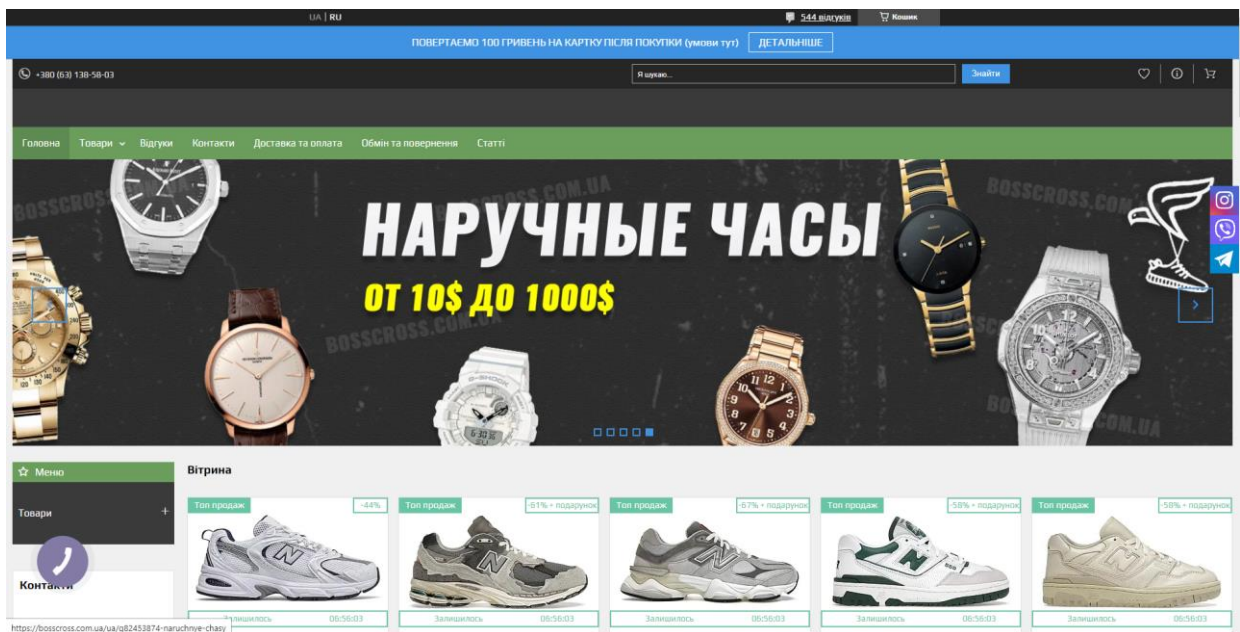 UA | RU
544 відгуків
Кошик
ПОВЕРТАЄМО 100 ГРИВЕНЬ НА КАРТКУ ПІСЛЯ ПОКУПКИ (умови тут) ДЕТАЛЬНІШЕ
+380 (63) 138-58-03
Я шукаю...
Знайти
Головна Товари Відгуки Контакти Доставка та оплата Обмін та повернення Статті
BOSSCROSS.COM.UA
НАРУЧНЫЕ ЧАСЫ
ОТ 10$ ДО 1000$
BOSSCROSS.COM.UA
G-SHOCK
Меню
Вітрина
Товари
Контакти
Топ продаж -44%
Топ продаж -61% + подарунок
Топ продаж -67% + подарунок
Топ продаж -58% + подарунок
Топ продаж -58% + подарунок
Залишилось 06:56:03
Залишилось 06:56:03
Залишилось 06:56:03
Залишилось 06:56:03
Залишилось 06:56:03
https://bosscross.com.ua/ua/g82453874-naruchnye-chasy